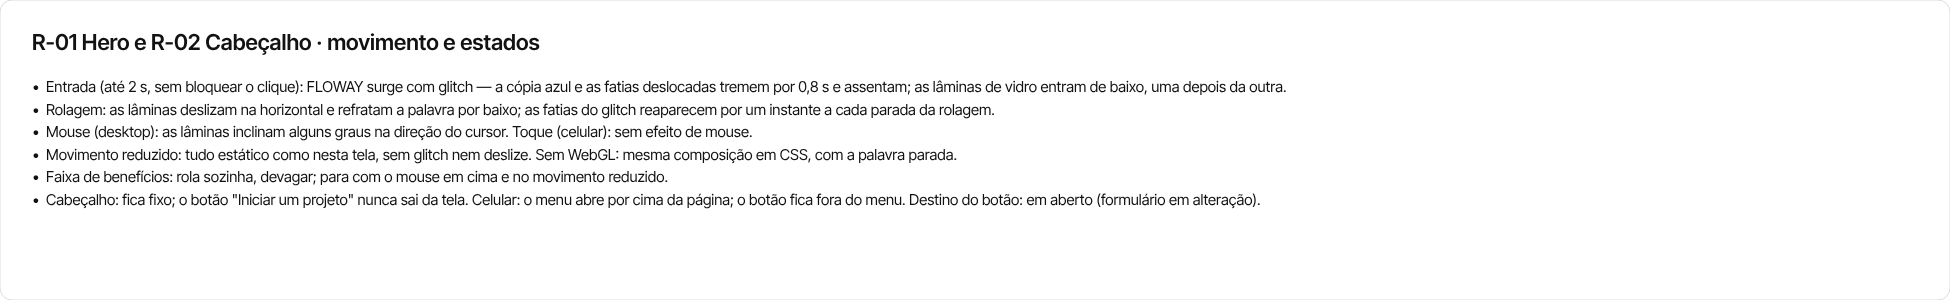 R-01 Hero e R-02 Cabeçalho · movimento e estados
• Entrada (até 2 s, sem bloquear o clique): FLOWAY surge com glitch — a cópia azul e as fatias deslocadas tremem por 0,8 s e assentam; as lâminas de vidro entram de baixo, uma depois da outra.
• Rolagem: as lâminas deslizam na horizontal e refratam a palavra por baixo; as fatias do glitch reaparecem por um instante a cada parada da rolagem.
• Mouse (desktop): as lâminas inclinam alguns graus na direção do cursor. Toque (celular): sem efeito de mouse.
• Movimento reduzido: tudo estático como nesta tela, sem glitch nem deslize. Sem WebGL: mesma composição em CSS, com a palavra parada.
• Faixa de benefícios: rola sozinha, devagar; para com o mouse em cima e no movimento reduzido.
• Cabeçalho: fica fixo; o botão "Iniciar um projeto" nunca sai da tela. Celular: o menu abre por cima da página; o botão fica fora do menu. Destino do botão: em aberto (formulário em alteração).